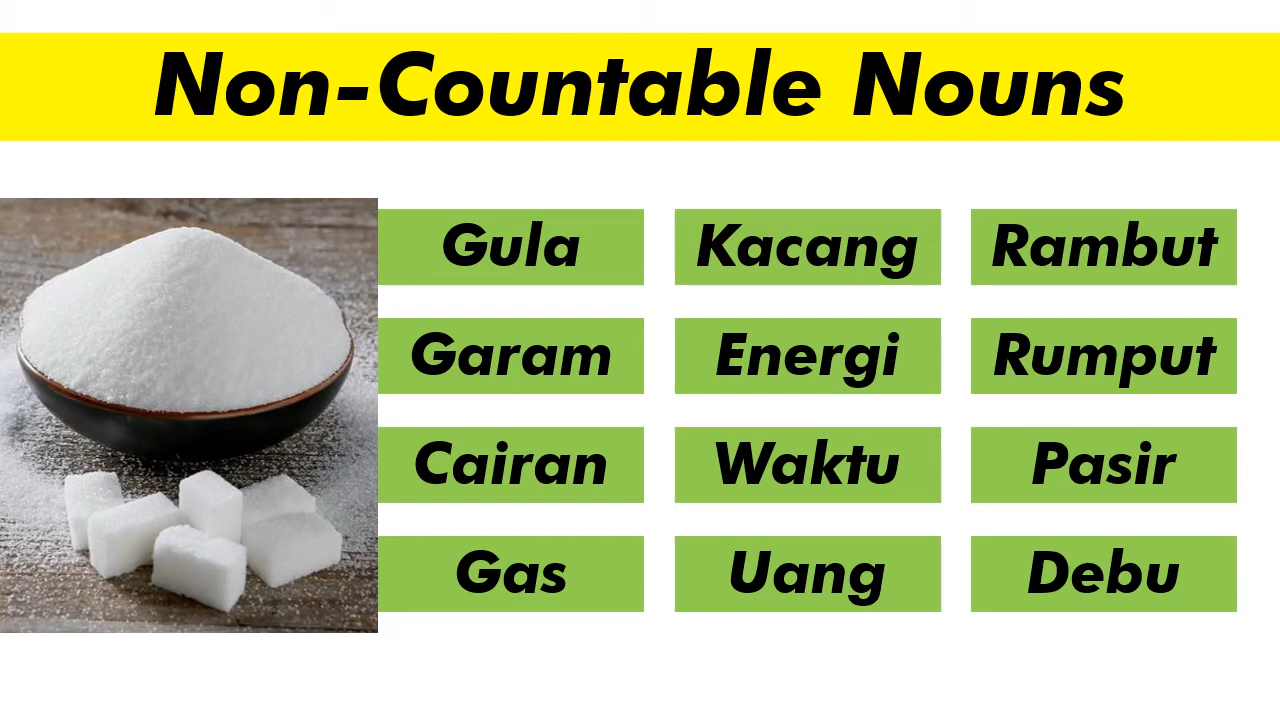 Non-Countable Nouns
Gula Kacang Rambut
Garam Energi Rumput
Cairan Waktu Pasir
Gas Uang Debu